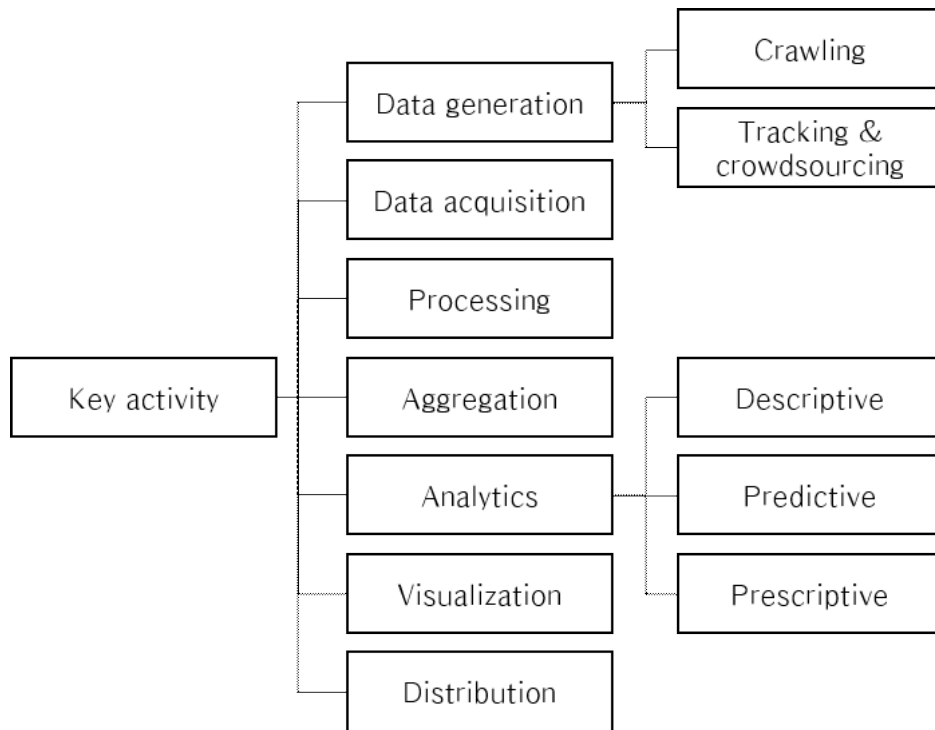 Crawling
Data generation
Tracking &
crowdsourcing
Data acquisition
Processing
Key activity
Aggregation
Descriptive
Analytics
Predictive
Visualization
Prescriptive
Distribution